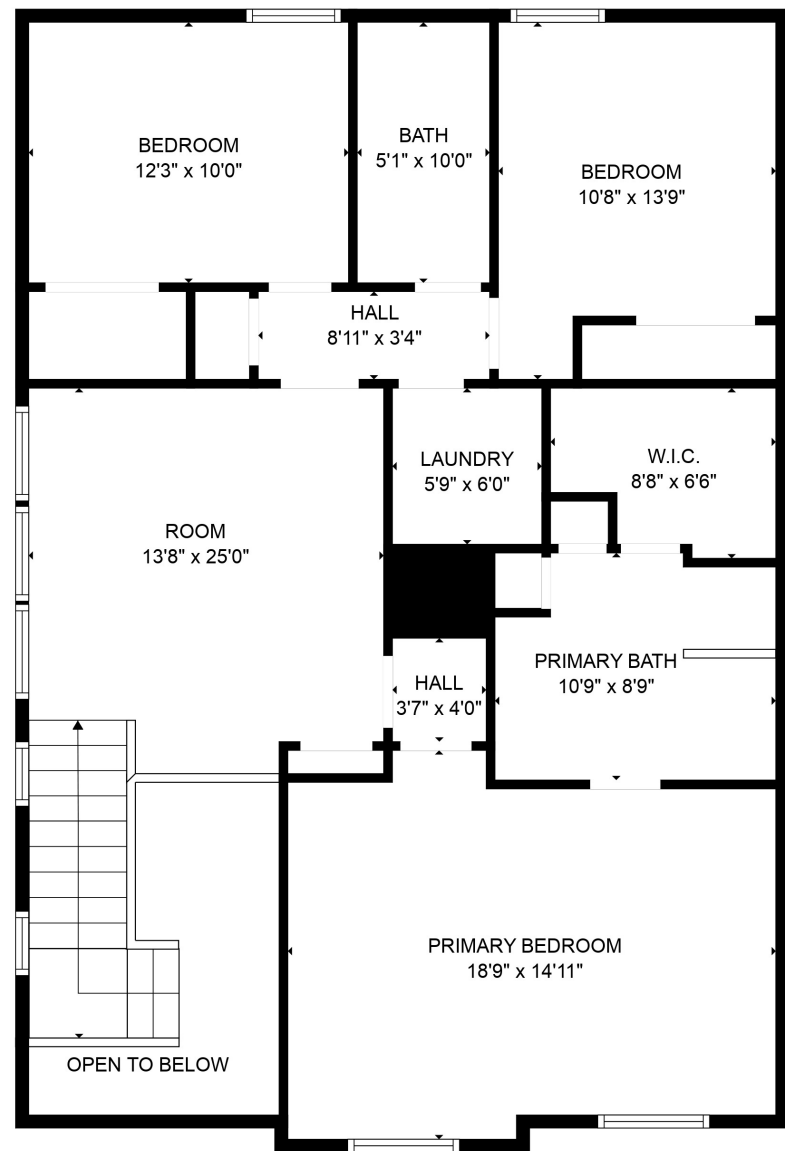 BEDROOM
12'3" x 10'0"
BATH
5'1" x 10'0"
BEDROOM
10'8" x 13'9"
HALL
8'11" x 3'4"
LAUNDRY
5'9" x 6'0"
W.I.C.
8'8" x 6'6"
ROOM
13'8" x 25'0"
PRIMARY BATH
10'9" x 8'9"
HALL
3'7" x 4'0"
PRIMARY BEDROOM
18'9" x 14'11"
OPEN TO BELOW